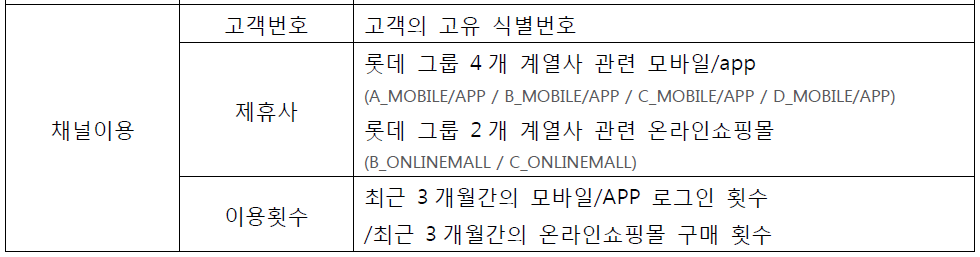 고객번호 고객의 고유 식별번호
채널이용
제휴사
롯데 그룹 4개 계열사 관련 모바일/app
(A_MOBILE/APP / B_MOBILE/APP / C_MOBILE/APP / D_MOBILE/APP)
롯데 그룹 2개 계열사 관련 온라인쇼핑몰
(B_ONLINEMALL / C_ONLINEMALL)
이용횟수
최근 3개월간의 모바일/APP 로그인 횟수
/최근 3개월간의 온라인쇼핑몰 구매 횟수